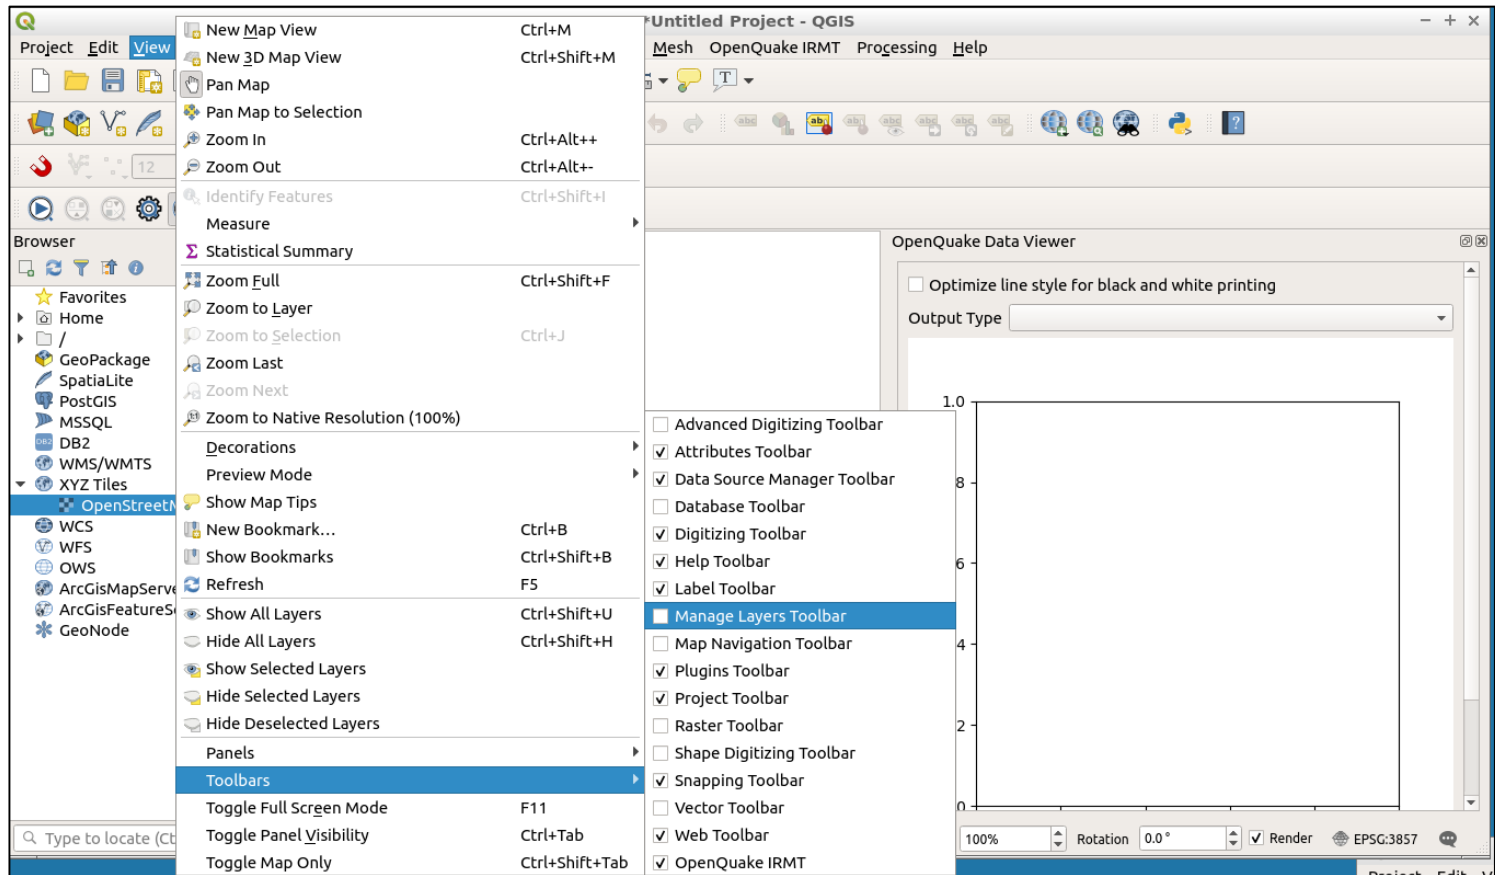 *Untitled Project - QGIS
Project Edit View
Mesh OpenQuake IRMT Processing Help
New Map View Ctrl+M
New 3D Map View Ctrl+Shift+M
Pan Map
Pan Map to Selection
Zoom In Ctrl+Alt++
Zoom Out Ctrl+Alt+-
Identify Features Ctrl+Shift+I
Measure
Statistical Summary
Zoom Full Ctrl+Shift+F
Zoom to Layer
Zoom to Selection Ctrl+J
Zoom Last
Zoom Next
Zoom to Native Resolution (100%)
Decorations
Preview Mode
Show Map Tips
New Bookmark... Ctrl+B
Show Bookmarks Ctrl+Shift+B
Refresh F5
Show All Layers Ctrl+Shift+U
Hide All Layers Ctrl+Shift+H
Show Selected Layers
Hide Selected Layers
Hide Deselected Layers
Panels
Toolbars
Toggle Full Screen Mode F11
Toggle Panel Visibility Ctrl+Tab
Toggle Map Only Ctrl+Shift+Tab
Advanced Digitizing Toolbar
Attributes Toolbar
Data Source Manager Toolbar
Database Toolbar
Digitizing Toolbar
Help Toolbar
Label Toolbar
Manage Layers Toolbar
Map Navigation Toolbar
Plugins Toolbar
Project Toolbar
Raster Toolbar
Shape Digitizing Toolbar
Snapping Toolbar
Vector Toolbar
Web Toolbar
OpenQuake IRMT
12
Browser
Favorites
Home
/
GeoPackage
SpatiaLite
PostGIS
MSSQL
DB2
WMS/WMTS
XYZ Tiles
OpenStreetM
WCS
WFS
OWS
ArcGisMapServe
ArcGisFeatureSe
GeoNode
Type to locate (Ct
OpenQuake Data Viewer
Optimize line style for black and white printing
Output Type
1.0
8
6
4
2
0
100% Rotation 0.0 ° Render EPSG:3857